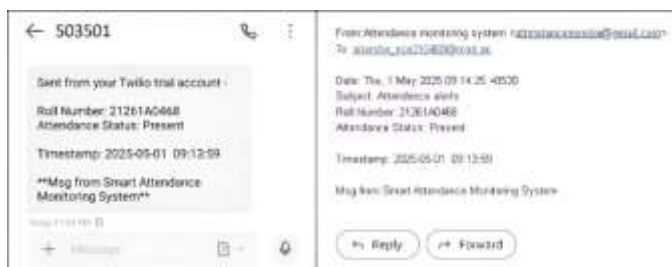 503501
Sent from your Twilio trial account -
Roll Number: 21261A0468
Attendance Status: Present
Timestamp: 2025-05-01 09:13:59
**Msg from Smart Attendance
Monitoring System**
Message
From: Attendance monitoring system
To:
Date: Thu, 1 May 2025 09:14:25 +0530
Subject: Attendance alerts
Roll Number: 21261A0468
Attendance Status: Present
Timestamp: 2025-05-01 09:13:59
Msg from Smart Attendance Monitoring System
Reply
Forward